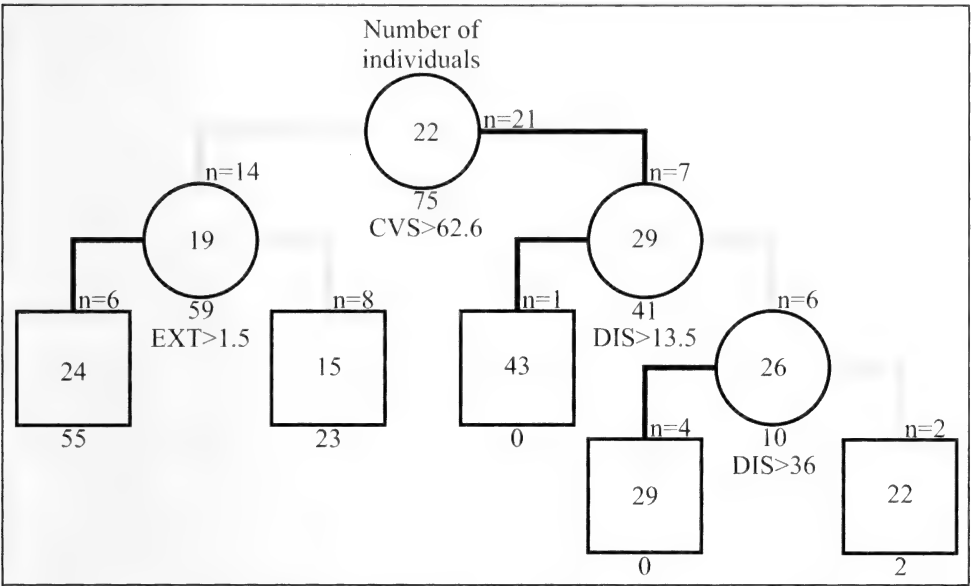 Number of
individuals
22
n=21
75
CVS>62.6
n=14
19
59
EXT>1.5
n=7
29
41
DIS>13.5
n=6
24
55
n=8
15
23
n=1
43
0
n=6
26
10
DIS>36
n=4
29
0
n=2
22
2